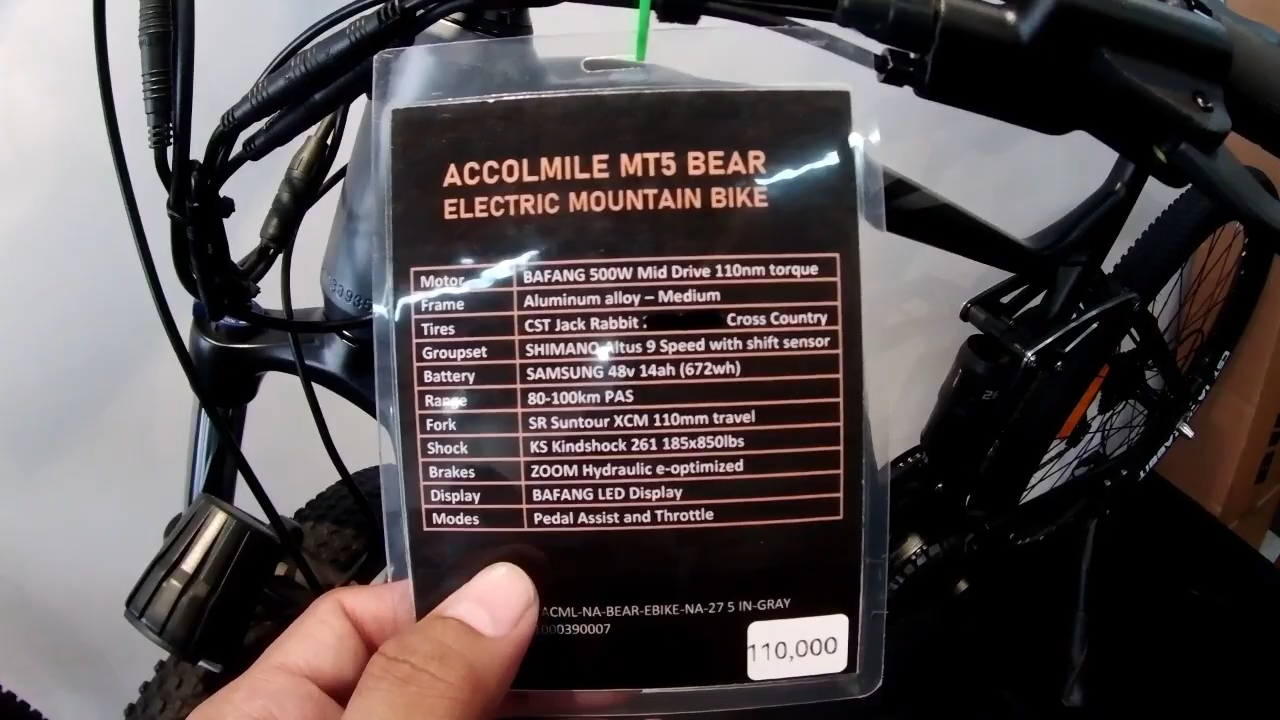 ACCOLMILE MT5 BEAR
ELECTRIC MOUNTAIN BIKE
Motor BAFANG 500W Mid Drive 110nm torque
Frame Aluminum alloy – Medium
Tires CST Jack Rabbit Cross Country
Groupset SHIMANO Altus 9 Speed with shift sensor
Battery SAMSUNG 48v 14ah (672wh)
Range 80-100km PAS
Fork SR Suntour XCM 110mm travel
Shock KS Kindshock 261 185x850lbs
Brakes ZOOM Hydraulic e-optimized
Display BAFANG LED Display
Modes Pedal Assist and Throttle
ACML-NA-BEAR-EBIKE-NA-27 5 IN-GRAY
000390007
110,000